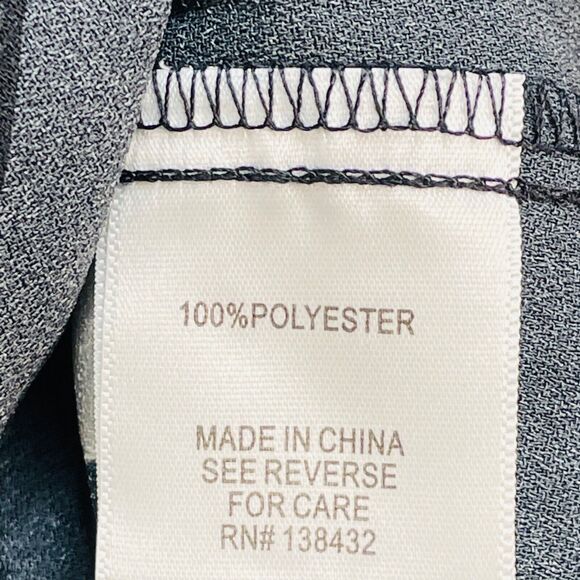 100%POLYESTER
MADE IN CHINA
SEE REVERSE
FOR CARE
RN# 138432